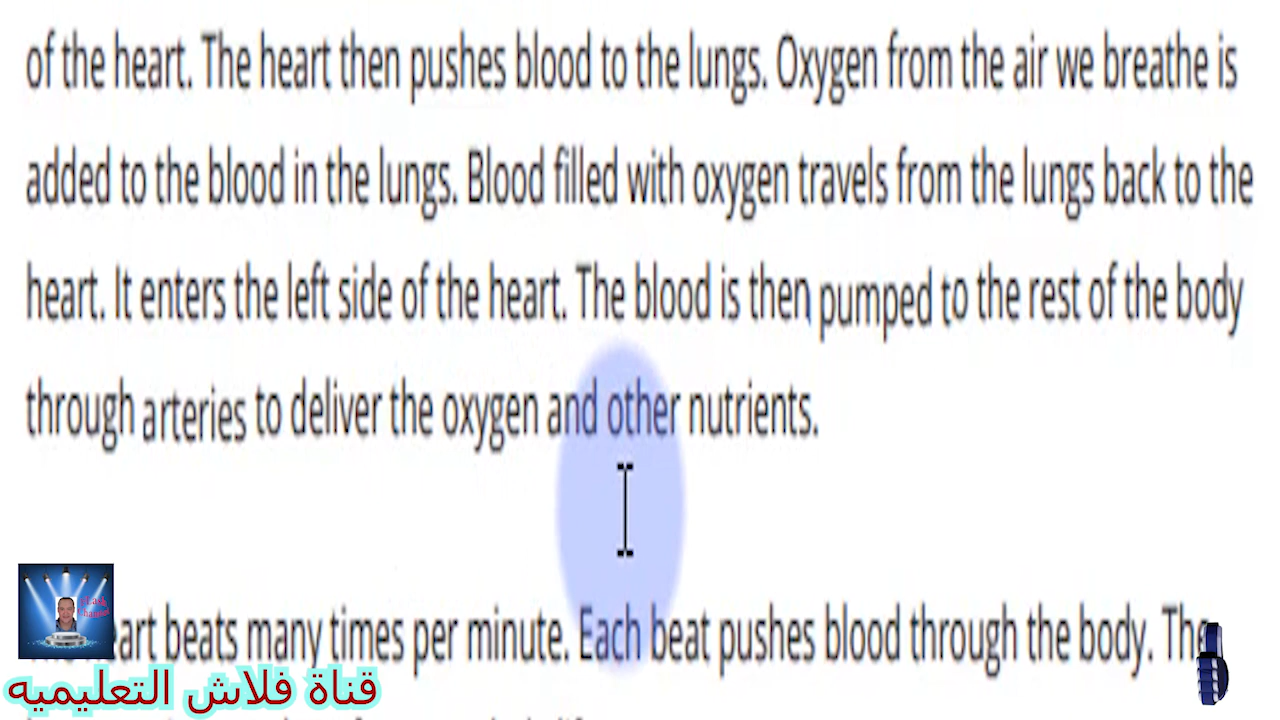 of the heart. The heart then pushes blood to the lungs. Oxygen from the air we breathe is
added to the blood in the lungs. Blood filled with oxygen travels from the lungs back to the
heart. It enters the left side of the heart. The blood is then pumped to the rest of the body
through arteries to deliver the oxygen and other nutrients.
beats many times per minute. Each beat pushes blood through the body. The
Flash
Channel
قناة فلاش التعليميه